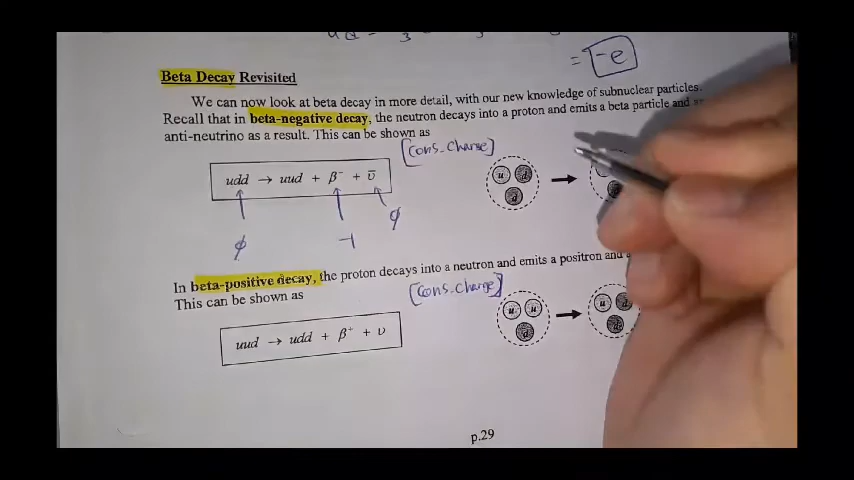 = -e
Beta Decay Revisited
We can now look at beta decay in more detail, with our new knowledge of subnuclear particles.
Recall that in beta-negative decay, the neutron decays into a proton and emits a beta particle and
anti-neutrino as a result. This can be shown as
[cons. charge]
udd → uud + β⁻ + ῡ
u d
d
ϕ -1 ϕ
In beta-positive decay, the proton decays into a neutron and emits a positron and
This can be shown as
[cons. charge]
uud → udd + β⁺ + υ
u u u d
d d
p.29